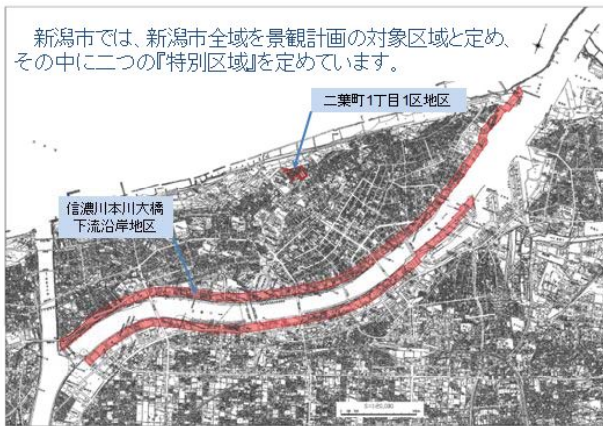 新潟市では、新潟市全域を景観計画の対象区域と定め、
その中に二つの『特別区域』を定めています。
二葉町1丁目1区地区
信濃川本川大橋
下流沿岸地区